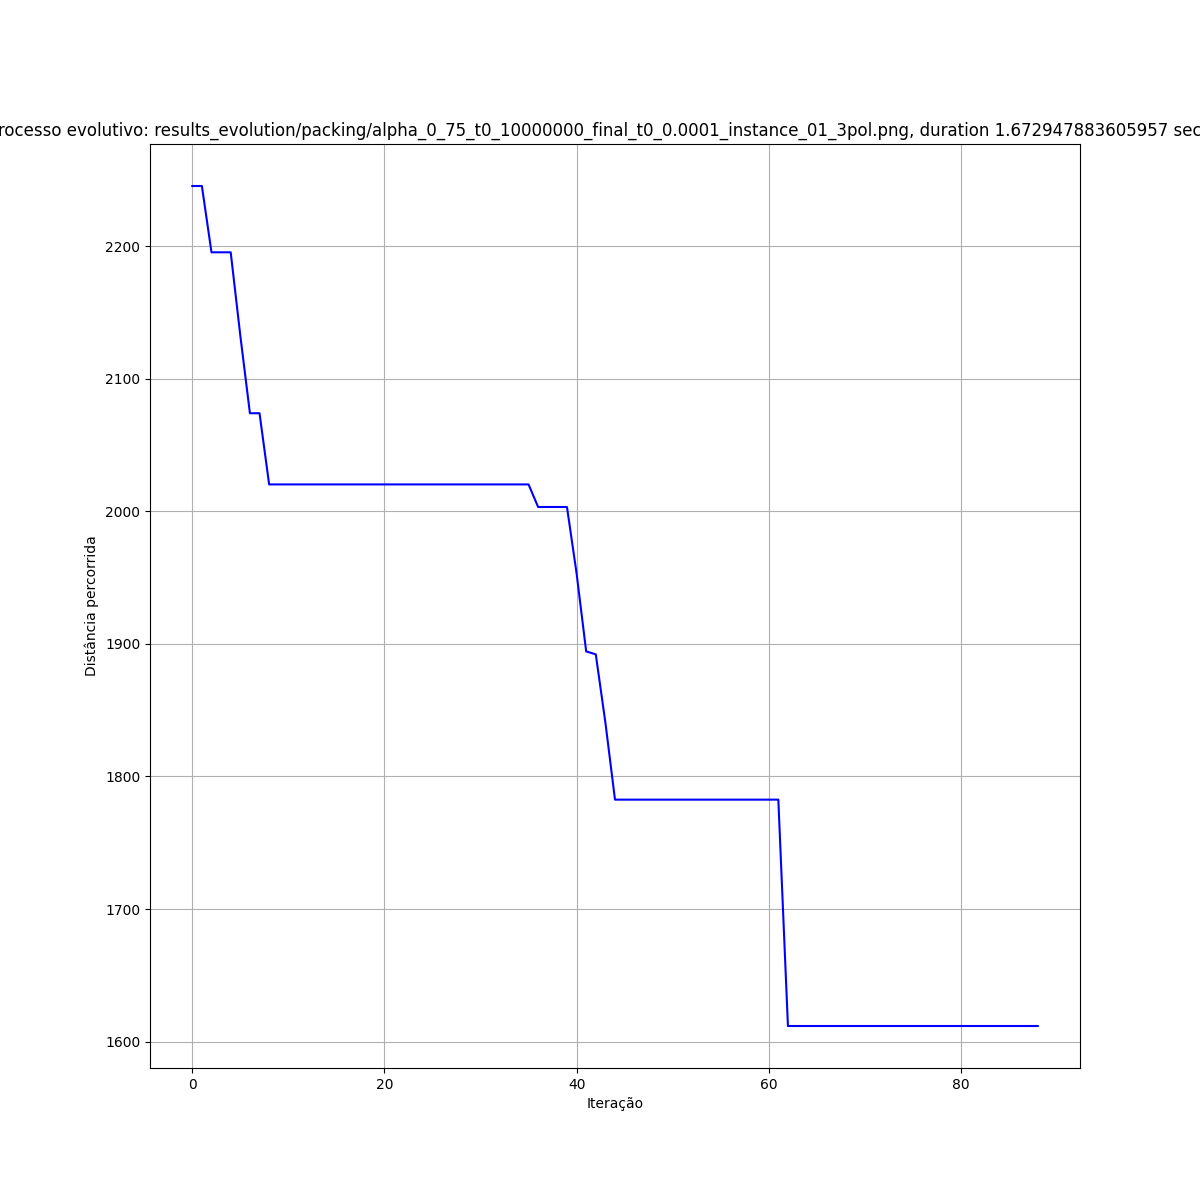 rocesso evolutivo: results_evolution/packing/alpha_0_75_t0_10000000_final_t0_0.0001_instance_01_3pol.png, duration 1.672947883605957 sec
2200
2100
2000
1900
1800
1700
1600
Distância percorrida
0 20 40 60 80
Iteração